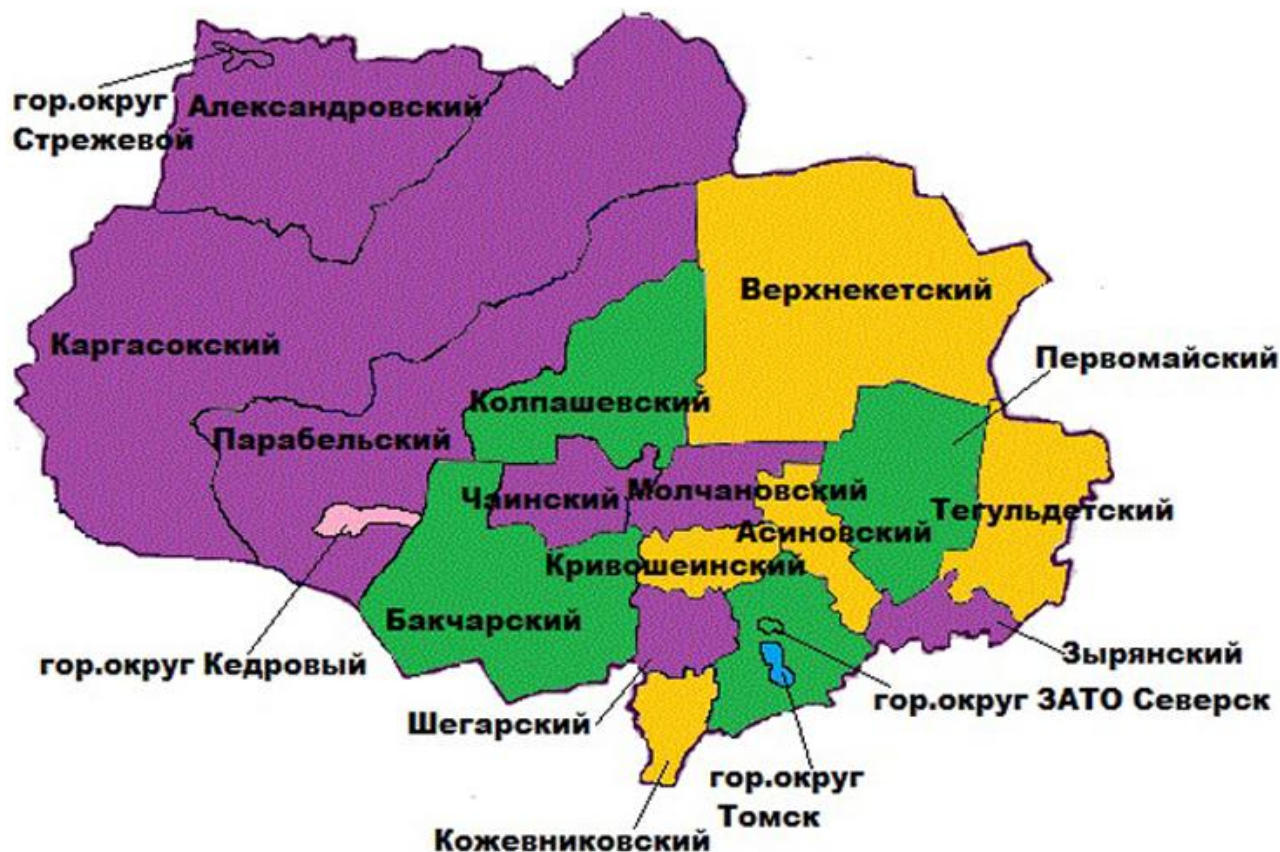 гор.округ
Стрежевой
Александровский
Верхнекетский
Каргасокский
Первомайский
Колпашевский
Парабельский
Чаинский
Молчановский
Тегульдетский
Асиновский
Кривошеинский
Бакчарский
гор.округ Кедровый
Зырянский
гор.округ ЗАТО Северск
Шегарский
гор.округ
Томск
Кожевниковский